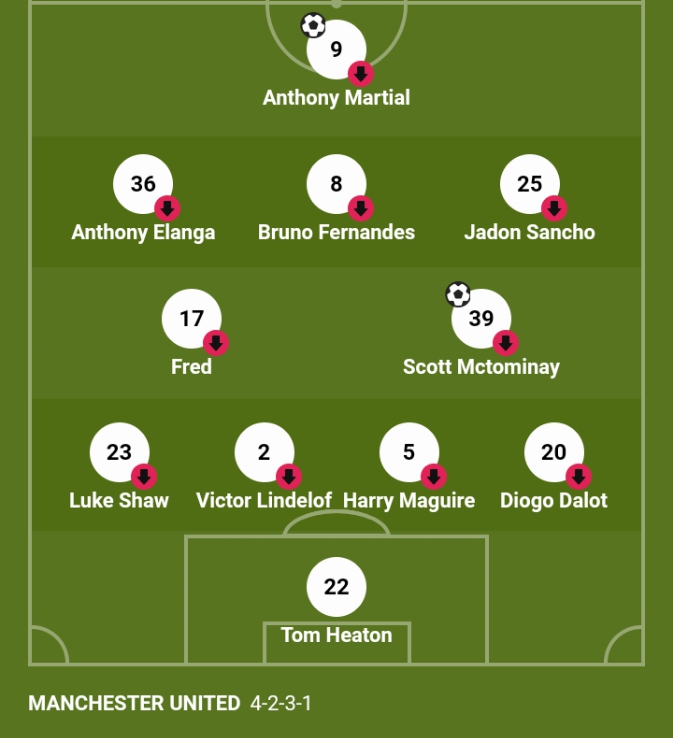 9
Anthony Martial
36 8 25
Anthony Elanga Bruno Fernandes Jadon Sancho
17 39
Fred Scott Mctominay
23 2 5 20
Luke Shaw Victor Lindelof Harry Maguire Diogo Dalot
22
Tom Heaton
MANCHESTER UNITED 4-2-3-1